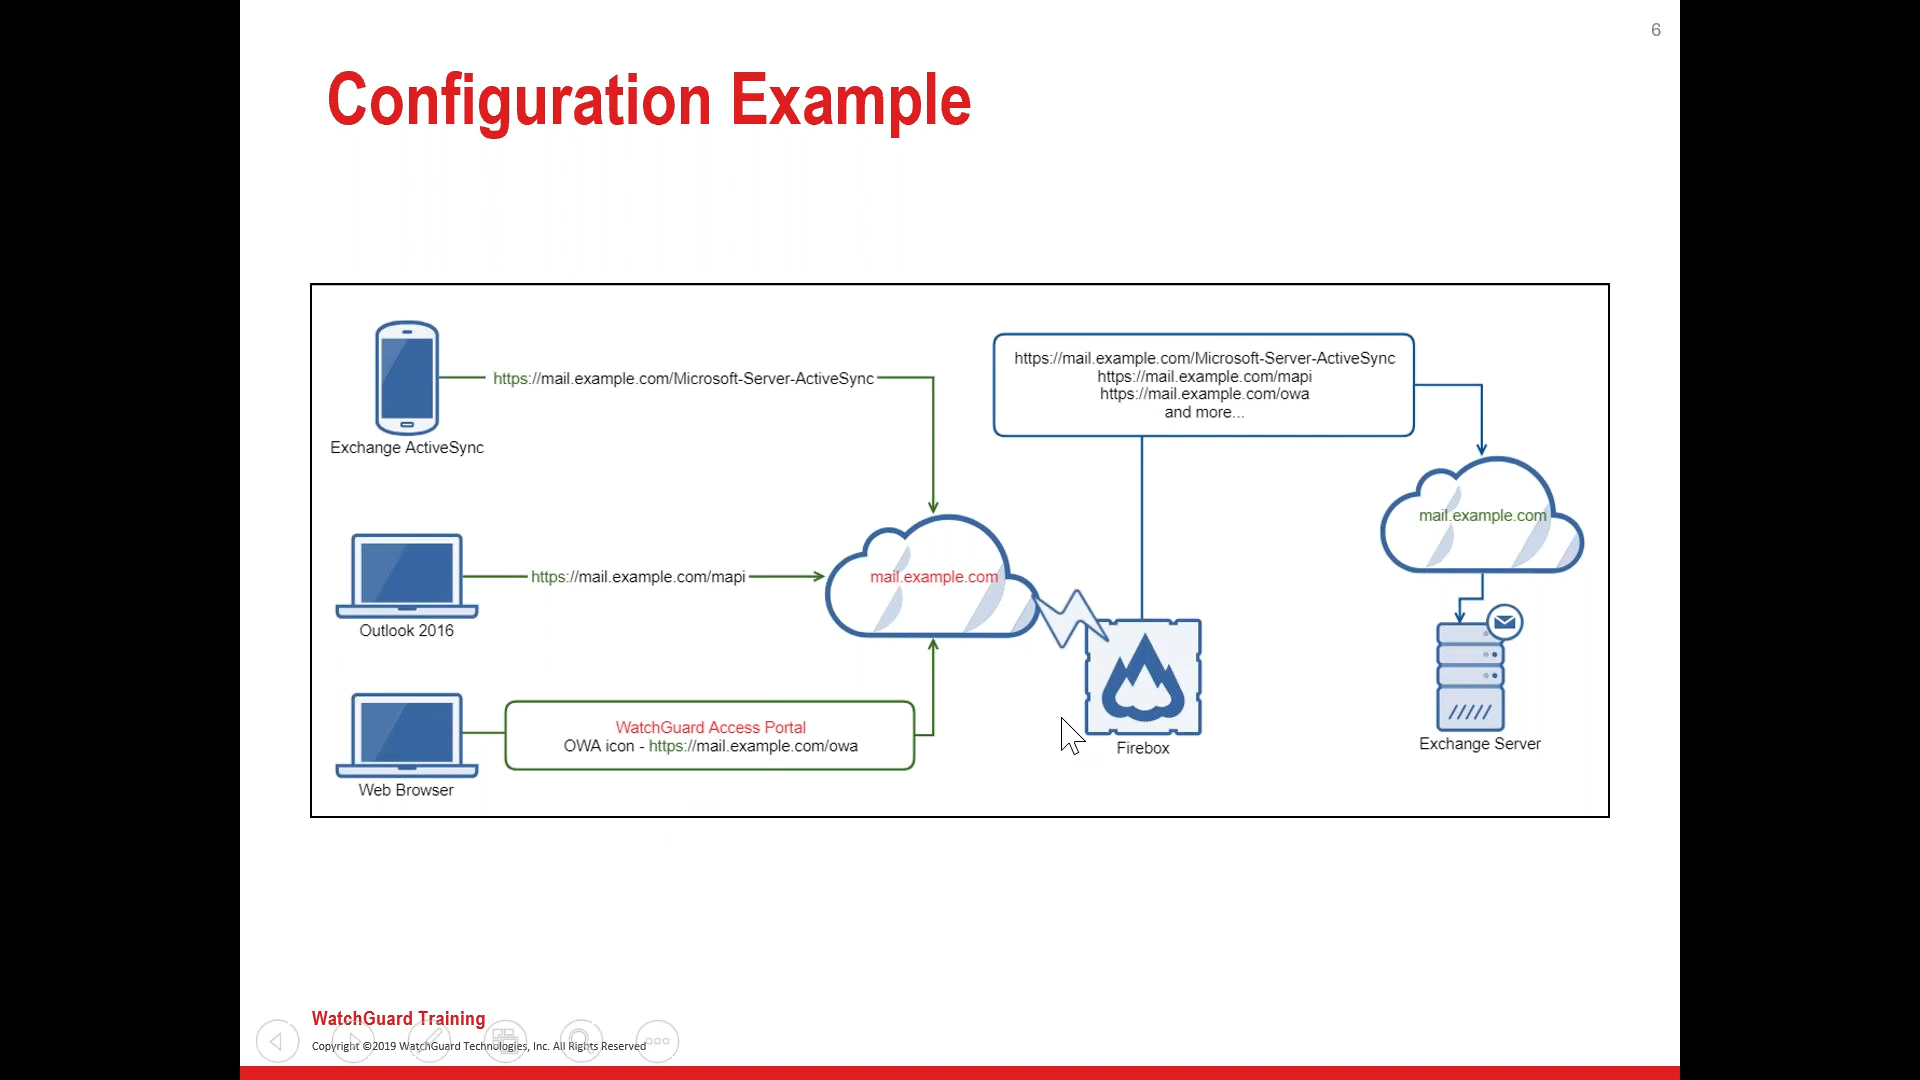 6
Configuration Example
https://mail.example.com/Microsoft-Server-ActiveSync
Exchange ActiveSync
https://mail.example.com/mapi
Outlook 2016
WatchGuard Access Portal
OWA icon - https://mail.example.com/owa
Web Browser
mail.example.com
https://mail.example.com/Microsoft-Server-ActiveSync
https://mail.example.com/mapi
https://mail.example.com/owa
and more...
Firebox
mail.example.com
Exchange Server
WatchGuard Training
Copyright ©2019 WatchGuard Technologies, Inc. All Rights Reserved